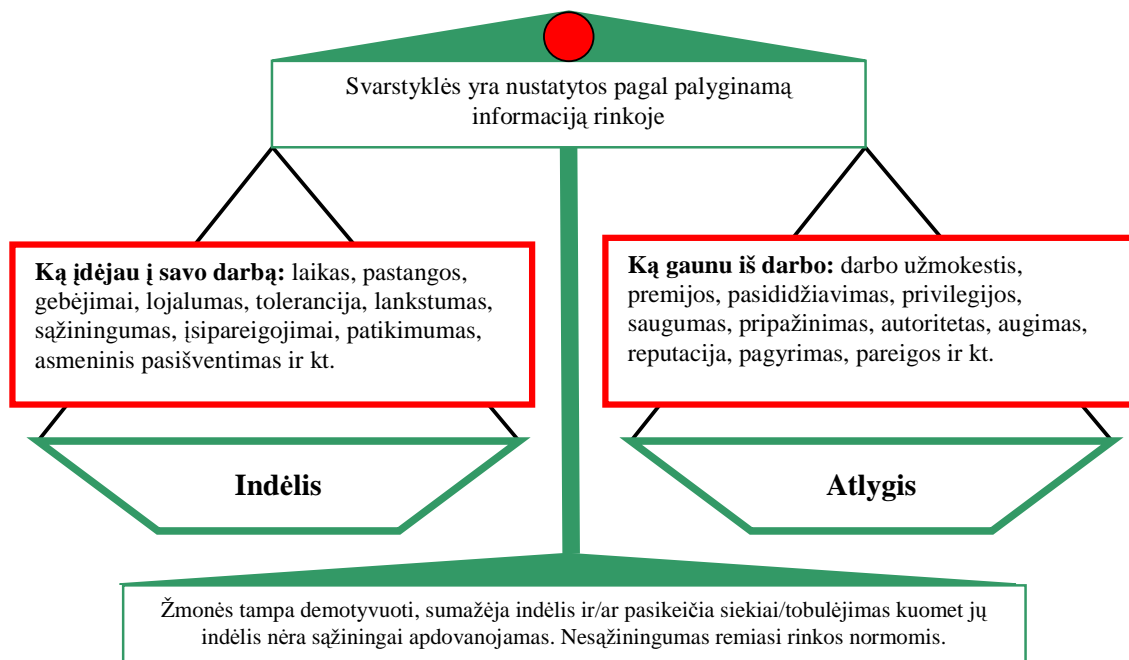 Svarstyklės yra nustatytos pagal palyginamą
informaciją rinkoje
Ką įdėjau į savo darbą: laikas, pastangos,
gebėjimai, lojalumas, tolerancija, lankstumas,
sąžiningumas, įsipareigojimai, patikimumas,
asmeninis pasišventimas ir kt.
Ką gaunu iš darbo: darbo užmokestis,
premijos, pasididžiavimas, privilegijos,
saugumas, pripažinimas, autoritetas, augimas,
reputacija, pagyrimas, pareigos ir kt.
Indėlis
Atlygis
Žmonės tampa demotyvuoti, sumažėja indėlis ir/ar pasikeičia siekiai/tobulėjimas kuomet jų
indėlis nėra sąžiningai apdovanojamas. Nesąžiningumas remiasi rinkos normomis.